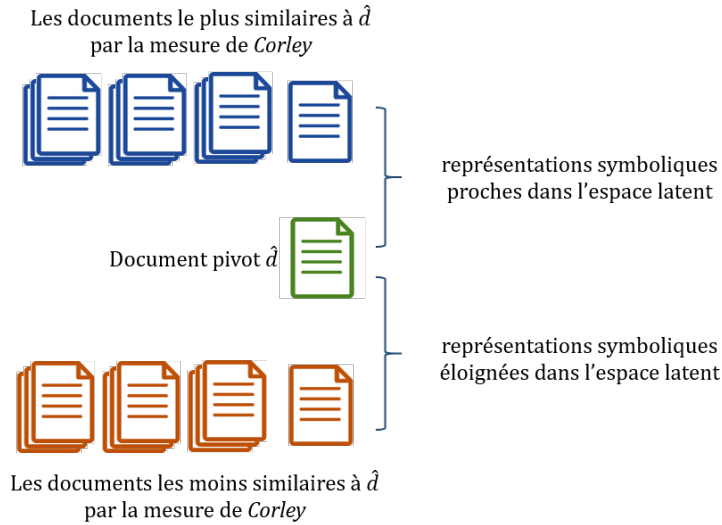 Les documents le plus similaires à d̂
par la mesure de Corley
représentations symboliques
proches dans l'espace latent
Document pivot d̂
représentations symboliques
éloignées dans l'espace latent
Les documents les moins similaires à d̂
par la mesure de Corley